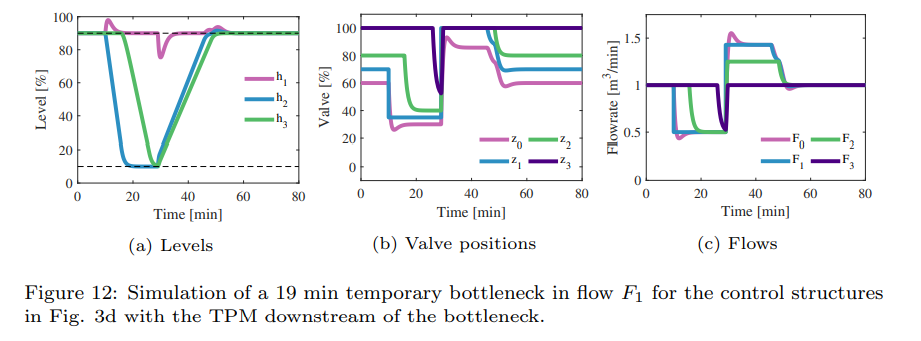 100
80
60
40
20
0
Level [%]
h1
h2
h3
0 20 40 60 80
Time [min]
(a) Levels
100
80
60
40
20
0
Valve [%]
z0 z2
z1 z3
0 20 40 60 80
Time [min]
(b) Valve positions
1.5
1
0.5
0
Flowrate [m³/min]
F0 F2
F1 F3
0 20 40 60 80
Time [min]
(c) Flows
Figure 12: Simulation of a 19 min temporary bottleneck in flow F1 for the control structures
in Fig. 3d with the TPM downstream of the bottleneck.